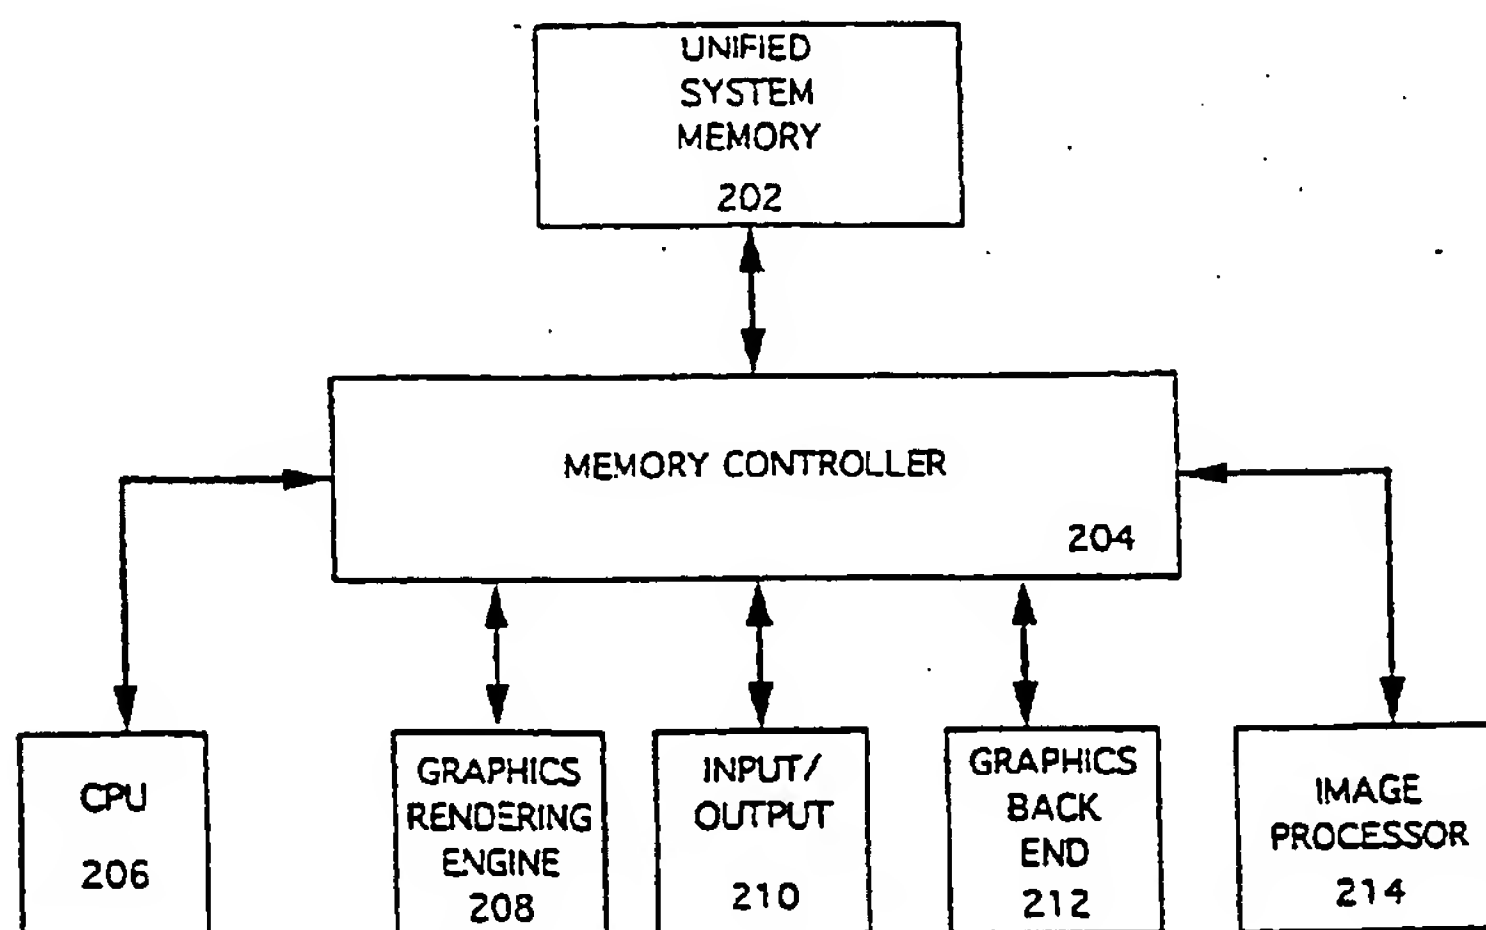 UNIFIED
SYSTEM
MEMORY
202
MEMORY CONTROLLER
204
CPU
206
GRAPHICS
RENDERING
ENGINE
208
INPUT/
OUTPUT
210
GRAPHICS
BACK
END
212
IMAGE
PROCESSOR
214